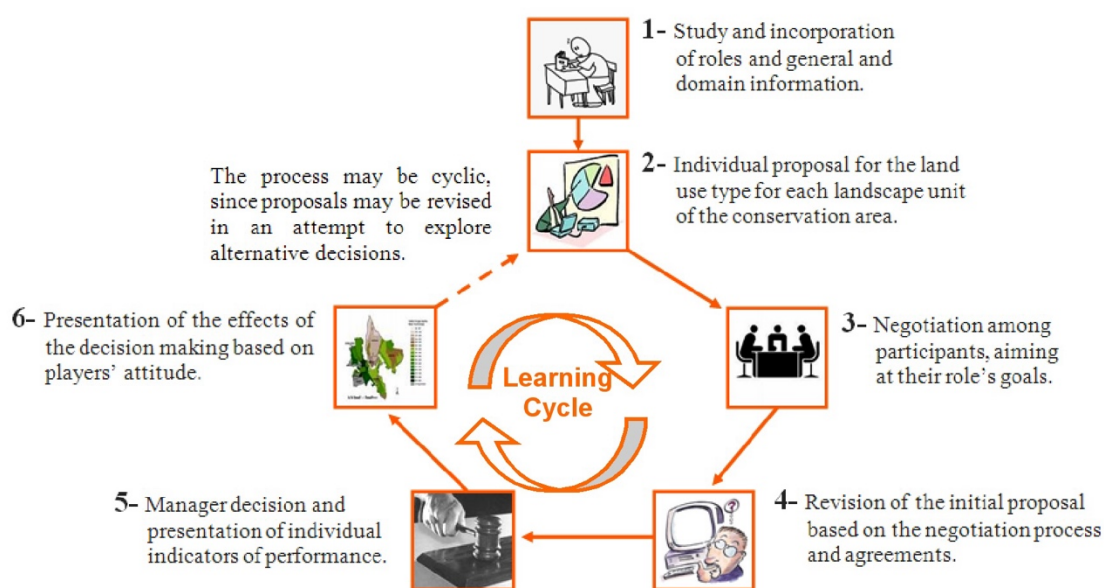 1- Study and incorporation
of roles and general and
domain information.
The process may be cyclic,
since proposals may be revised
in an attempt to explore
alternative decisions.
2- Individual proposal for the land
use type for each landscape unit
of the conservation area.
6- Presentation of the effects of
the decision making based on
players' attitude.
Learning
Cycle
3- Negotiation among
participants, aiming
at their role's goals.
5- Manager decision and
presentation of individual
indicators of performance.
?
4- Revision of the initial proposal
based on the negotiation process
and agreements.